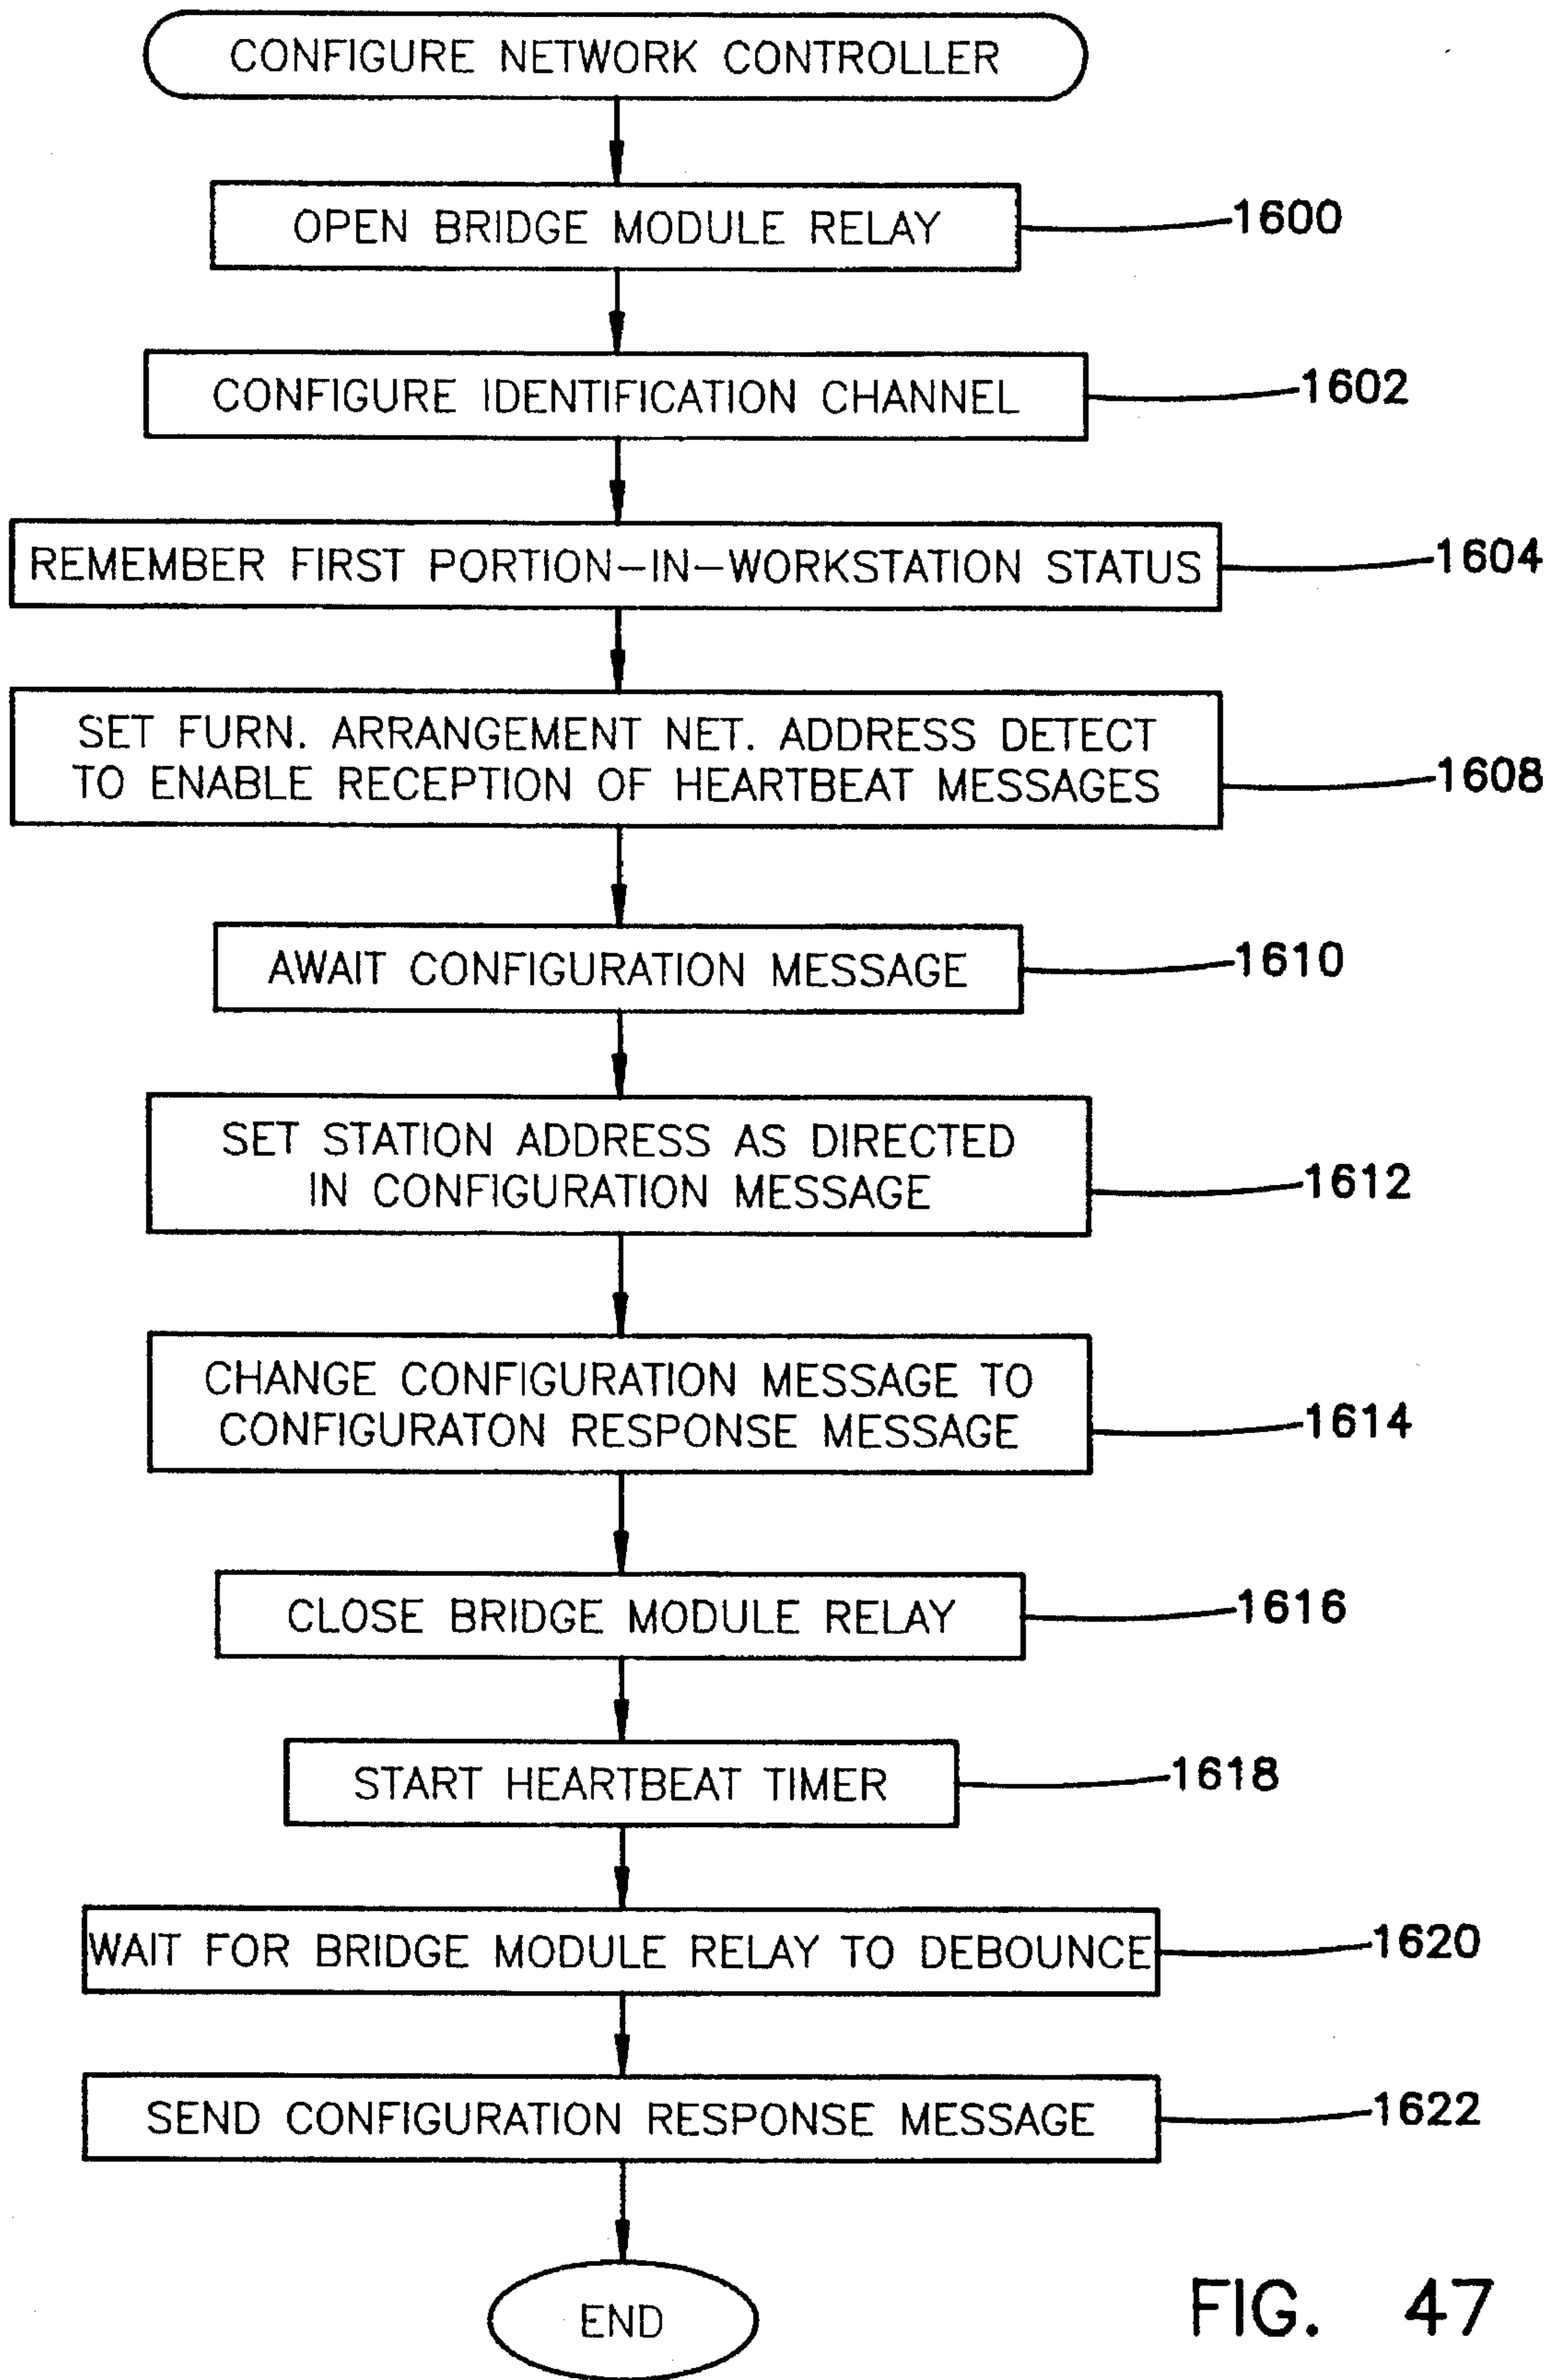 CONFIGURE NETWORK CONTROLLER
OPEN BRIDGE MODULE RELAY
1600
CONFIGURE IDENTIFICATION CHANNEL
1602
REMEMBER FIRST PORTION-IN-WORKSTATION STATUS
1604
SET FURN. ARRANGEMENT NET. ADDRESS DETECT
TO ENABLE RECEPTION OF HEARTBEAT MESSAGES
1608
AWAIT CONFIGURATION MESSAGE
1610
SET STATION ADDRESS AS DIRECTED
IN CONFIGURATION MESSAGE
1612
CHANGE CONFIGURATION MESSAGE TO
CONFIGURATON RESPONSE MESSAGE
1614
CLOSE BRIDGE MODULE RELAY
1616
START HEARTBEAT TIMER
1618
WAIT FOR BRIDGE MODULE RELAY TO DEBOUNCE
1620
SEND CONFIGURATION RESPONSE MESSAGE
1622
END
FIG. 47